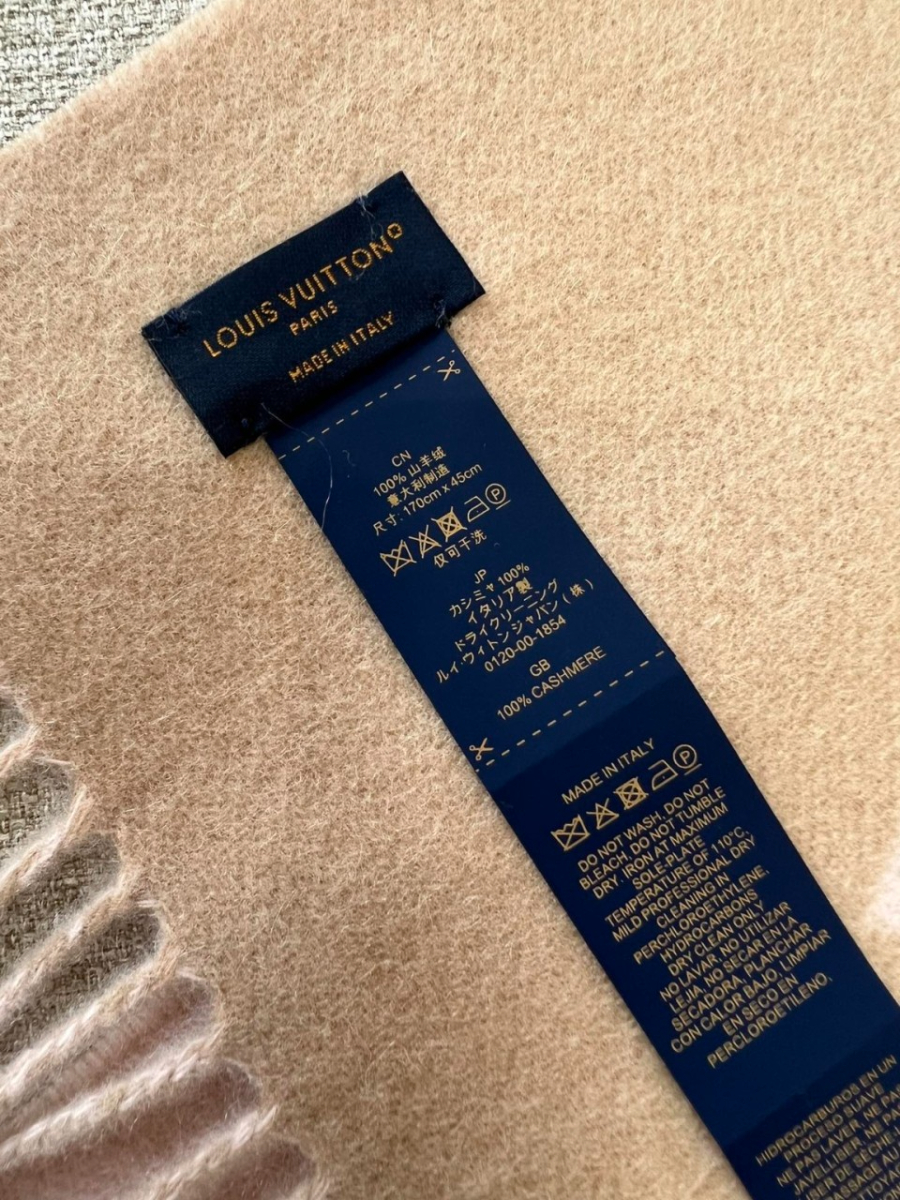 LOUIS VUITTON
PARIS
MADE IN ITALY
CN
100% 山羊绒
意大利制造
尺寸: 170cm x 45cm
P
仅可干洗
JP
カシミヤ 100%
イタリア製
ドライクリーニング
ルイ·ヴィトン ジャパン (株)
0120-00-1854
GB
100% CASHMERE
MADE IN ITALY
P
DO NOT WASH, DO NOT
BLEACH, DO NOT TUMBLE
DRY. IRON AT MAXIMUM
SOLE-PLATE
TEMPERATURE OF 110°C,
MILD PROFESSIONAL DRY
CLEANING IN
PERCHLOROETHYLENE.
HYDROCARBONS
DRY CLEAN ONLY
NO LAVAR. NO UTILIZAR
LEJIA. NO SECAR EN LA
SECADORA, PLANCHAR
CON CALOR BAJO, LIMPIAR
EN SECO EN
PERCLOROETILENO,
HIDROCARBUROS EN UN
PROCESO SUAVE
NE PAS LAVER, NE PAS